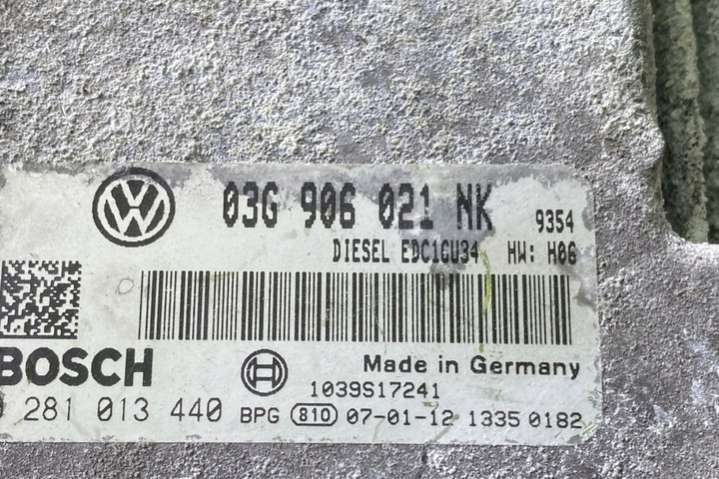 03G 906 021 NK 9354
DIESEL EDC16U34 HW: H06
BOSCH Made in Germany
1039S17241
0 281 013 440 BPG 810 07-01-12 1335 0182